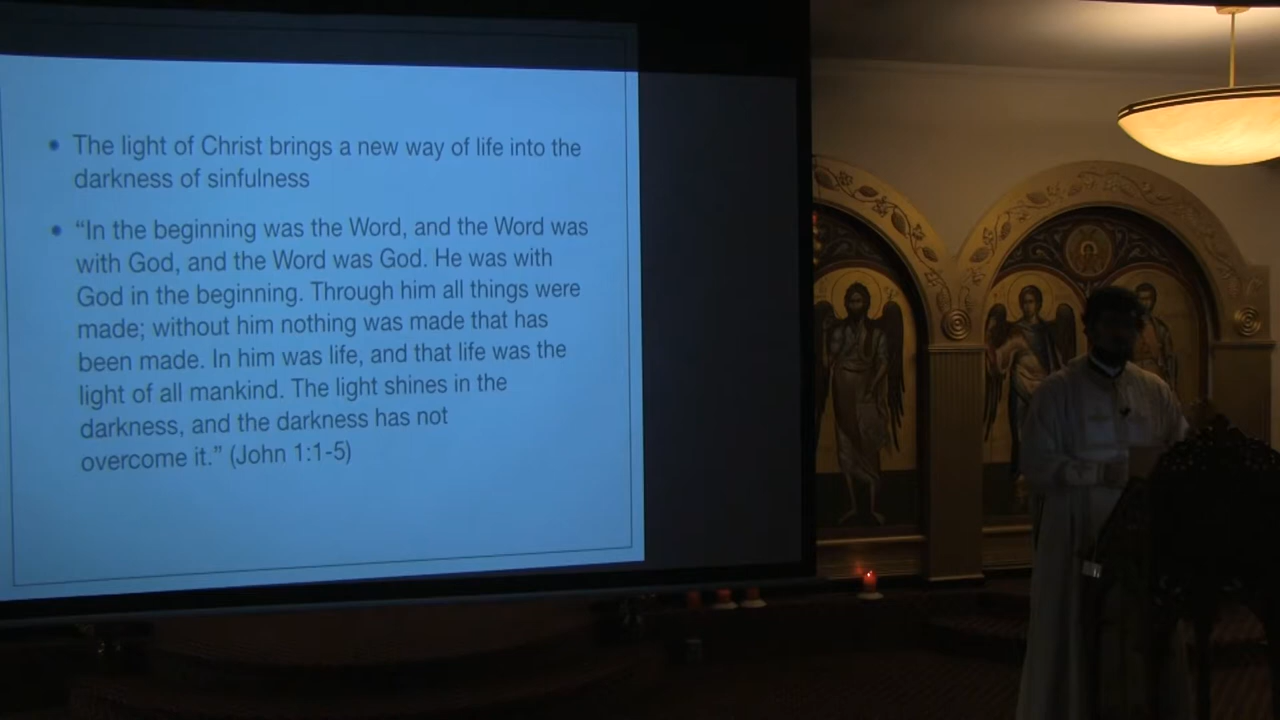 • The light of Christ brings a new way of life into the
darkness of sinfulness
• “In the beginning was the Word, and the Word was
with God, and the Word was God. He was with
God in the beginning. Through him all things were
made; without him nothing was made that has
been made. In him was life, and that life was the
light of all mankind. The light shines in the
darkness, and the darkness has not
overcome it.” (John 1:1-5)